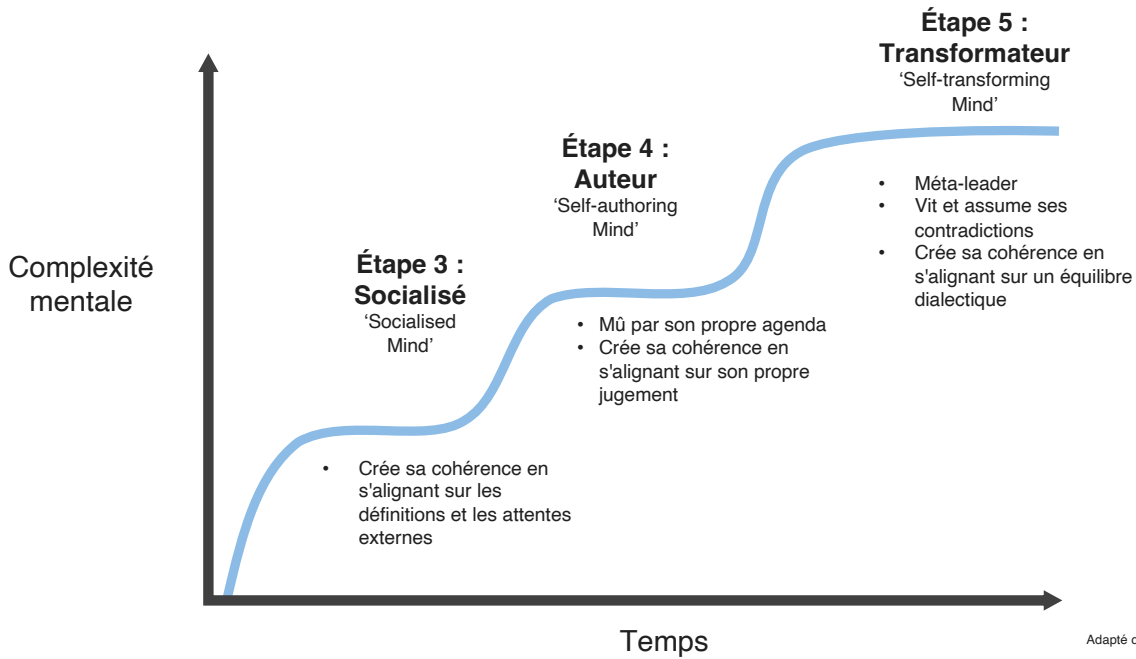 Étape 5 :
Transformateur
‘Self-transforming
Mind’
Étape 4 :
Auteur
‘Self-authoring
Mind’
• Méta-leader
• Vit et assume ses
contradictions
• Crée sa cohérence en
s'alignant sur un équilibre
dialectique
Complexité
mentale
Étape 3 :
Socialisé
‘Socialised
Mind’
• Mû par son propre agenda
• Crée sa cohérence en
s'alignant sur son propre
jugement
• Crée sa cohérence en
s'alignant sur les
définitions et les attentes
externes
Temps
Adapté